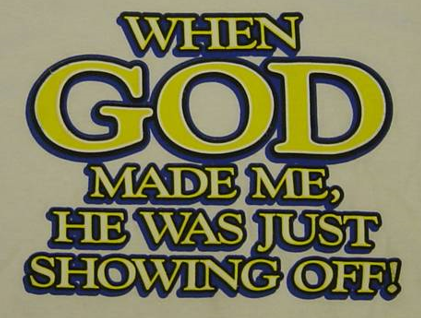 WHEN
GOD
MADE ME,
HE WAS JUST
SHOWING OFF!